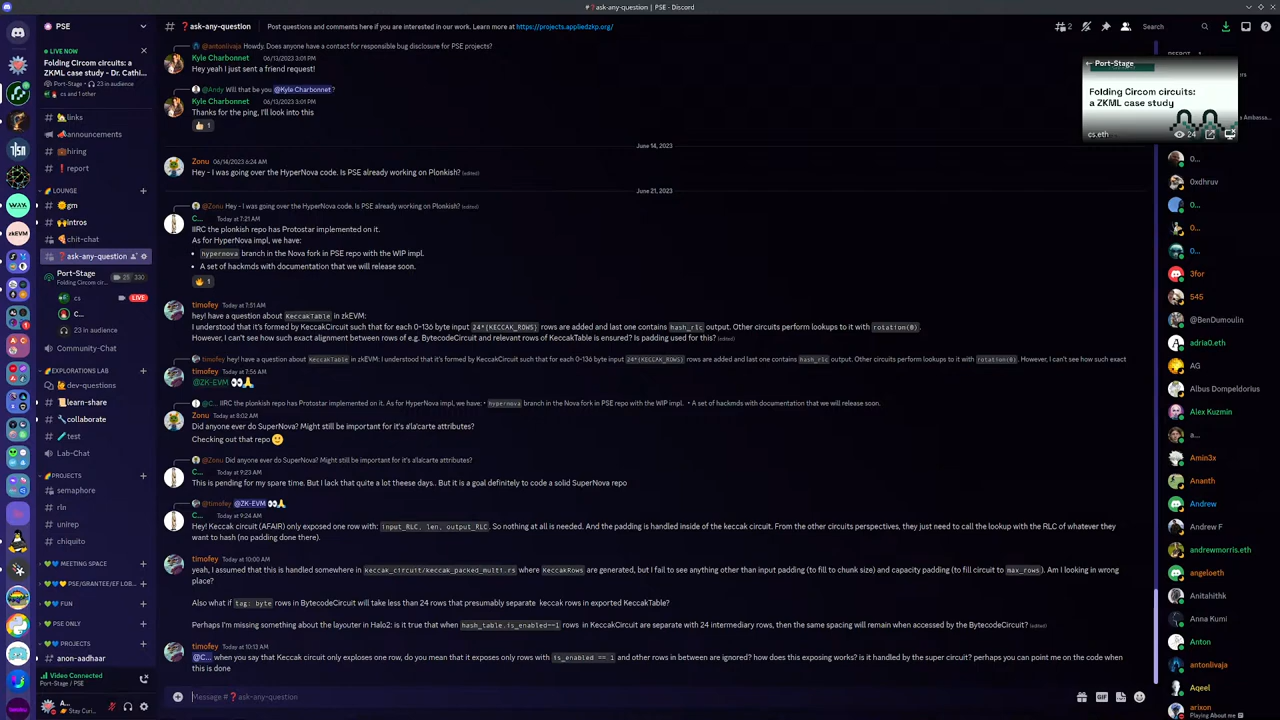 #❓ask-any-question | PSE - Discord
PSE
LIVE NOW
Folding Circom circuits: a
ZKML case study - Dr. Cathi...
Port-Stage • 23 in audience
cs and 1 other
links
announcements
hiring
report
LOUNGE
gm
intros
chit-chat
ask-any-question
Port-Stage
25 330
Folding Circom cir...
cs
LIVE
C...
23 in audience
Community-Chat
EXPLORATIONS LAB
dev-questions
learn-share
collaborate
test
Lab-Chat
PROJECTS
semaphore
rln
unirep
chiquito
MEETING SPACE
PSE/GRANTEE/EF LOB...
FUN
PSE ONLY
PROJECTS
anon-aadhaar
Video Connected
Port-Stage / PSE
A...
Stay Curi...
ask-any-question
Post questions and comments here if you are interested in our work. Learn more at https://projects.appliedzkp.org/
2
Search
@antonlivaja Howdy. Does anyone have a contact for responsible bug disclosure for PSE projects?
Kyle Charbonnet 06/13/2023 3:01 PM
Hey yeah I just sent a friend request!
@Andy Will that be you @Kyle Charbonnet ?
Kyle Charbonnet 06/13/2023 3:01 PM
Thanks for the ping, I'll look into this
1
June 14, 2023
Zonu 06/14/2023 6:24 AM
Hey - I was going over the HyperNova code. Is PSE already working on Plonkish? (edited)
June 21, 2023
@Zonu Hey - I was going over the HyperNova code. Is PSE already working on Plonkish? (edited)
C... Today at 7:21 AM
IIRC the plonkish repo has Protostar implemented on it.
As for HyperNova impl, we have:
• hypernova branch in the Nova fork in PSE repo with the WIP impl.
• A set of hackmds with documentation that we will release soon.
1
timofey Today at 7:51 AM
hey! have a question about KeccakTable in zkEVM:
I understood that it's formed by KeccakCircuit such that for each 0-136 byte input 24*{KECCAK_ROWS} rows are added and last one contains hash_rlc output. Other circuits perform lookups to it with rotation(0).
However, I can't see how such exact alignment between rows of e.g. BytecodeCircuit and relevant rows of KeccakTable is ensured? Is padding used for this? (edited)
timofey hey! have a question about KeccakTable in zkEVM: I understood that it's formed by KeccakCircuit such that for each 0-136 byte input 24*{KECCAK_ROWS} rows are added and last one contains hash_rlc output. Other circuits perform lookups to it with rotation(0). However, I can't see how such exact
timofey Today at 7:56 AM
@ZK-EVM 👀🙏
@C... IIRC the plonkish repo has Protostar implemented on it. As for HyperNova impl, we have: • hypernova branch in the Nova fork in PSE repo with the WIP impl. • A set of hackmds with documentation that we will release soon.
Zonu Today at 8:02 AM
Did anyone ever do SuperNova? Might still be important for it's a'la'carte attributes?
Checking out that repo 🙂
@Zonu Did anyone ever do SuperNova? Might still be important for it's a'la'carte attributes?
C... Today at 9:23 AM
This is pending for my spare time. But I lack that quite a lot theese days.. But it is a goal definitely to code a solid SuperNova repo
@timofey @ZK-EVM 👀🙏
C... Today at 9:24 AM
Hey! Keccak circuit (AFAIR) only exposed one row with: input_RLC, len, output_RLC. So nothing at all is needed. And the padding is handled inside of the keccak circuit. From the other circuits perspectives, they just need to call the lookup with the RLC of whatever they
want to hash (no padding done there).
timofey Today at 10:00 AM
yeah, I assumed that this is handled somewhere in keccak_circuit/keccak_packed_multi.rs where KeccakRows are generated, but I fail to see anything other than input padding (to fill to chunk size) and capacity padding (to fill circuit to max_rows). Am I looking in wrong
place?
Also what if tag: byte rows in BytecodeCircuit will take less than 24 rows that presumably separate keccak rows in exported KeccakTable?
Perhaps I'm missing something about the layouter in Halo2: is it true that when hash_table.is_enabled==1 rows in KeccakCircuit are separate with 24 intermediary rows, then the same spacing will remain when accessed by the BytecodeCircuit? (edited)
timofey Today at 10:13 AM
@C... when you say that Keccak circuit only exposes one row, do you mean that it exposes only rows with is_enabled == 1 and other rows in between are ignored? how does this exposing works? is it handled by the super circuit? perhaps you can point me on the code when
this is done
Message #❓ask-any-question
GIF
Port-Stage
Folding Circom circuits:
a ZKML case study
cs.eth
24
0...
0xdhruv
0...
0...
0...
3for
545
@BenDumoulin
adria0.eth
AG
Albus Dompeldorius
Alex Kuzmin
a...
Amin3x
Ananth
Andrew
Andrew F
andrewmorris.eth
angeloeth
Anitahithk
Anna Kumi
Anton
antonlivaja
Aqeel
arixon
Playing About me